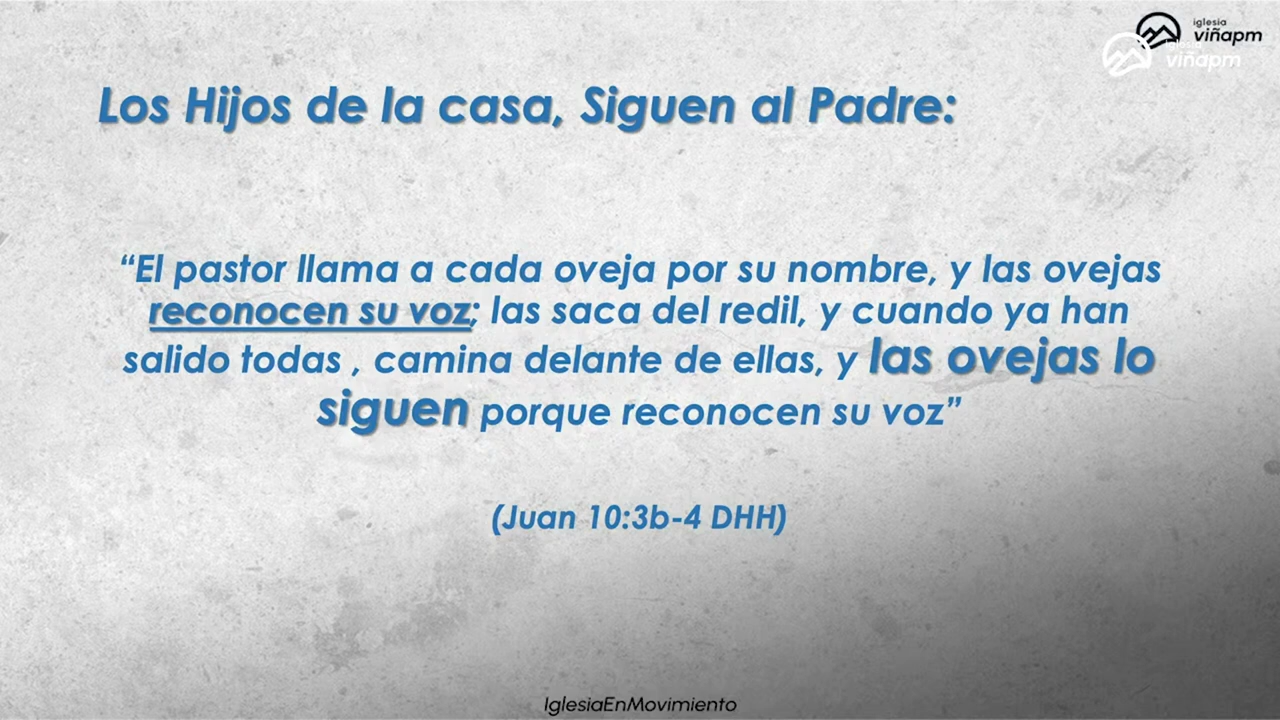 iglesia
viñapm
iglesia
viñapm
Los Hijos de la casa, Siguen al Padre:
“El pastor llama a cada oveja por su nombre, y las ovejas
reconocen su voz; las saca del redil, y cuando ya han
salido todas , camina delante de ellas, y las ovejas lo
siguen porque reconocen su voz”
(Juan 10:3b-4 DHH)
IglesiaEnMovimiento